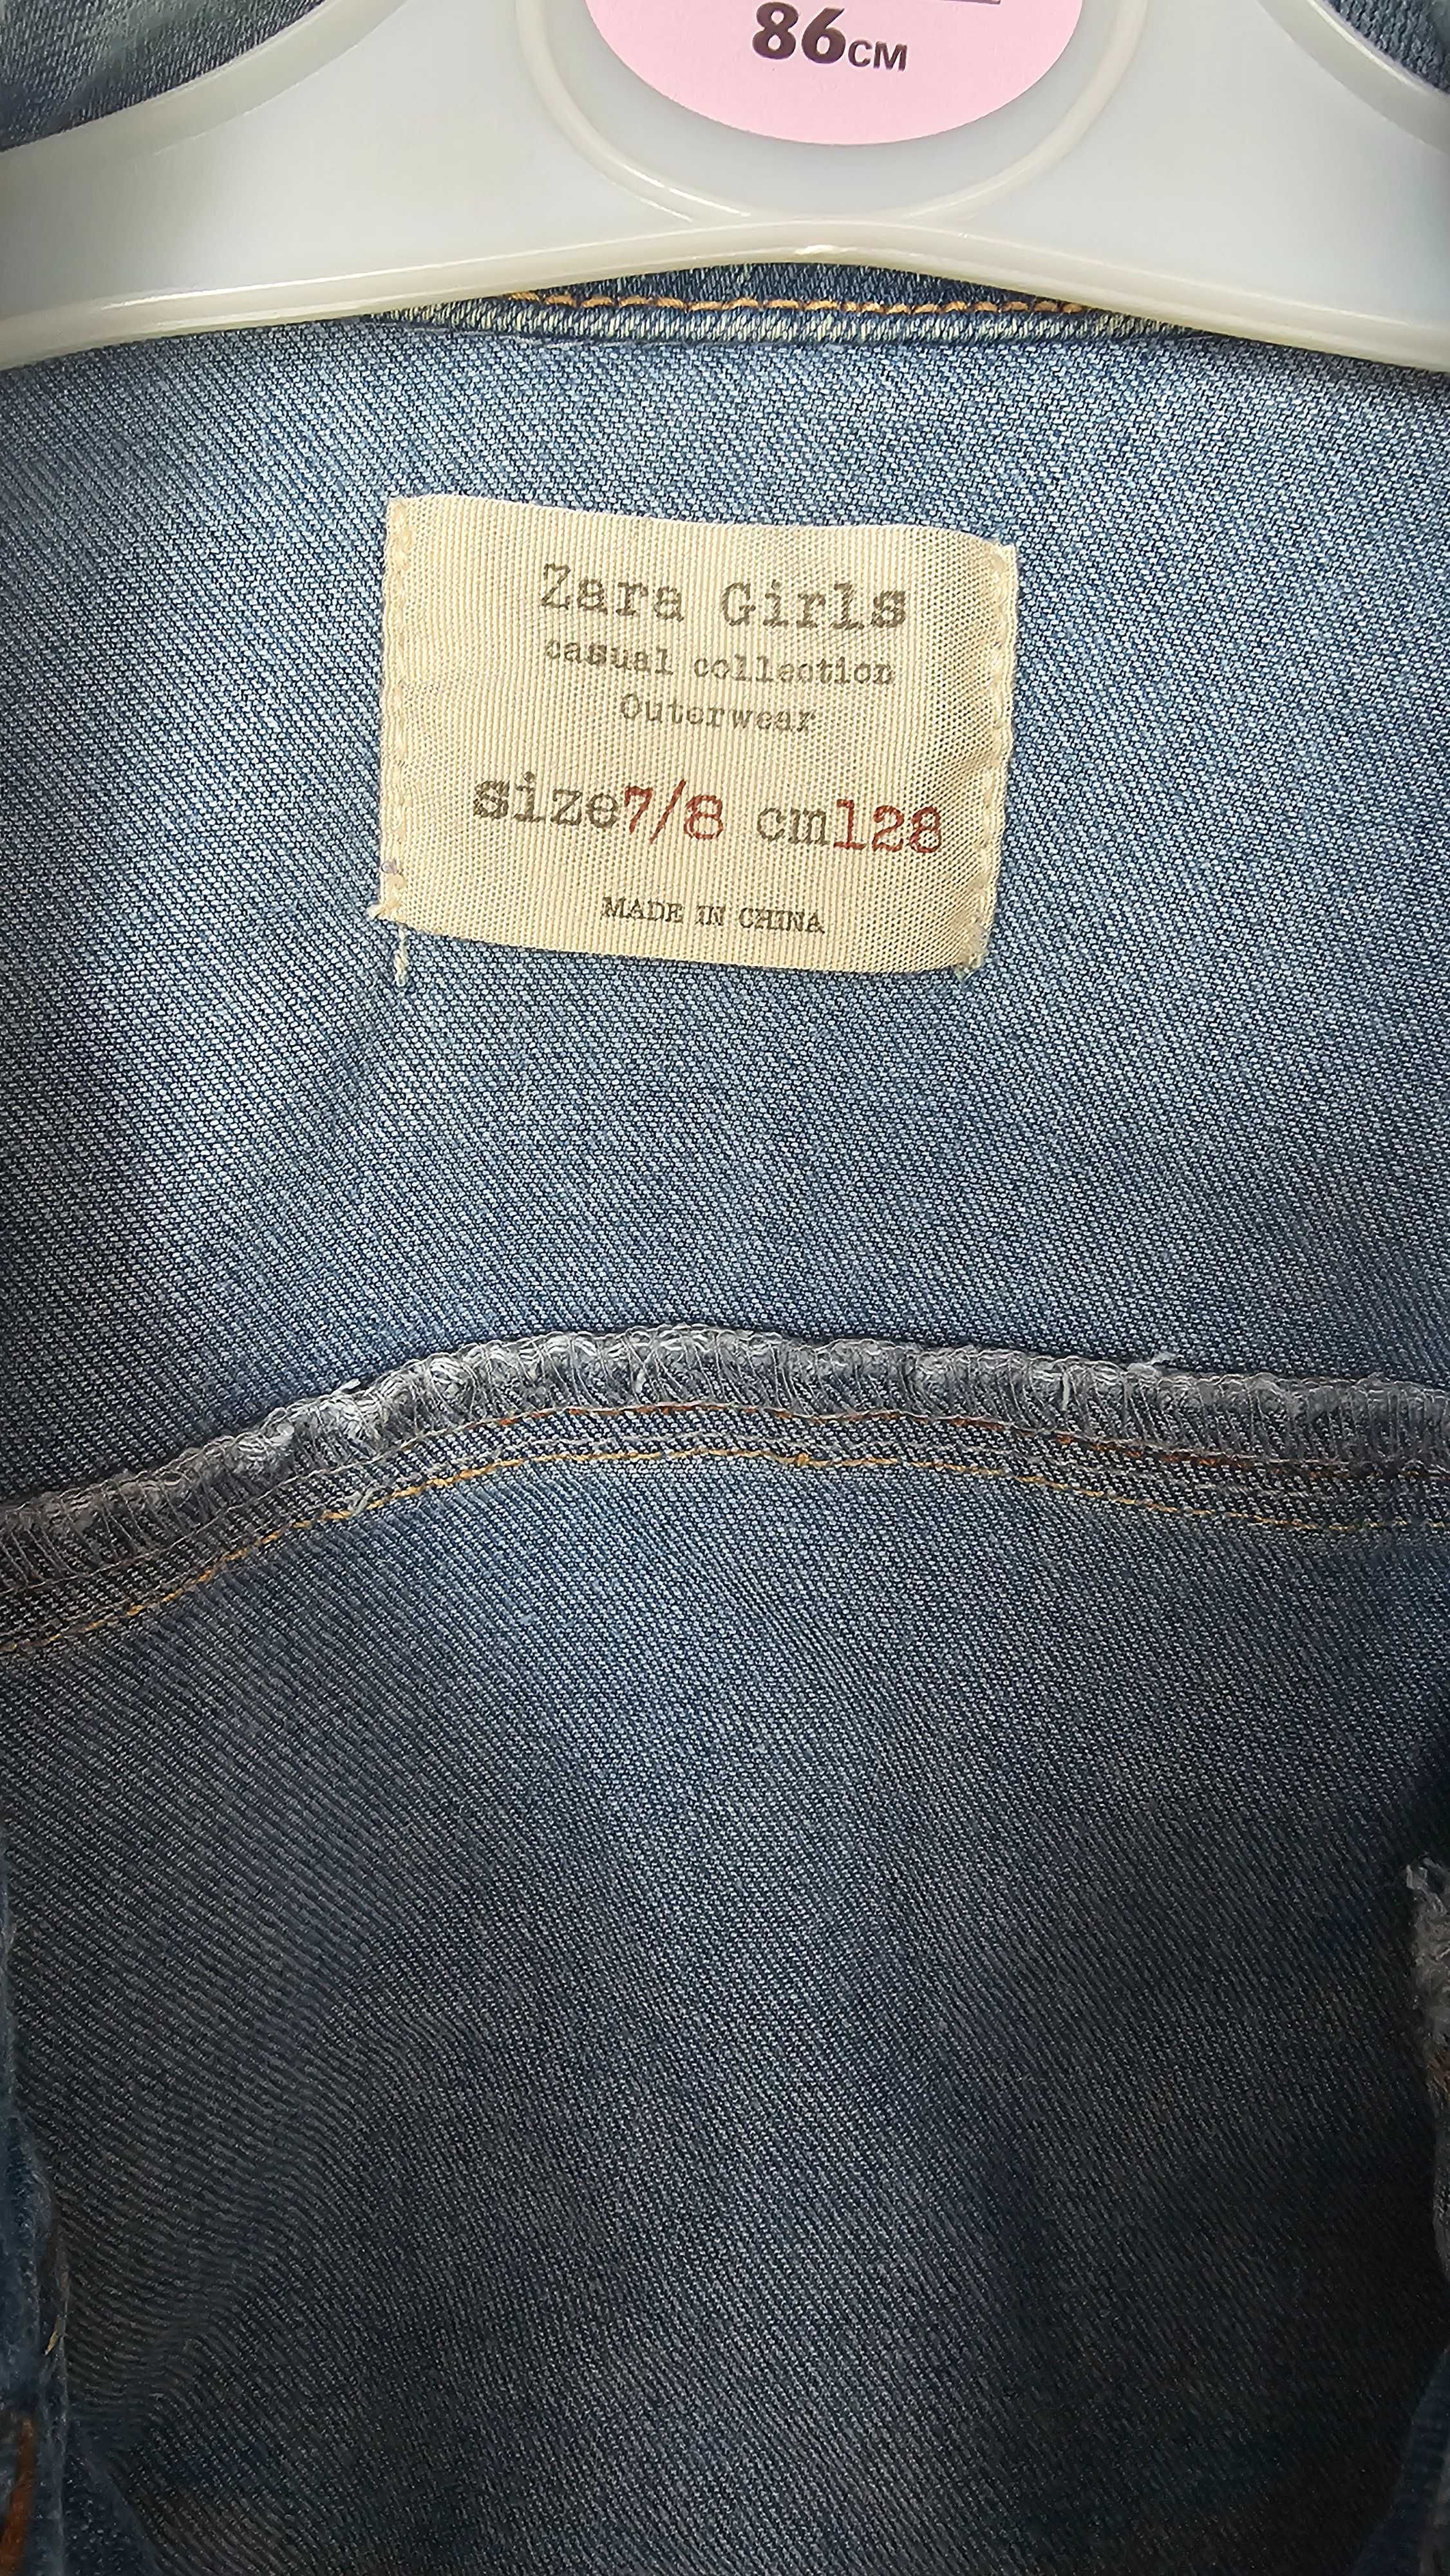 86CM
Zara Girls
casual collection
Outerwear
size7/8 cm128
MADE IN CHINA